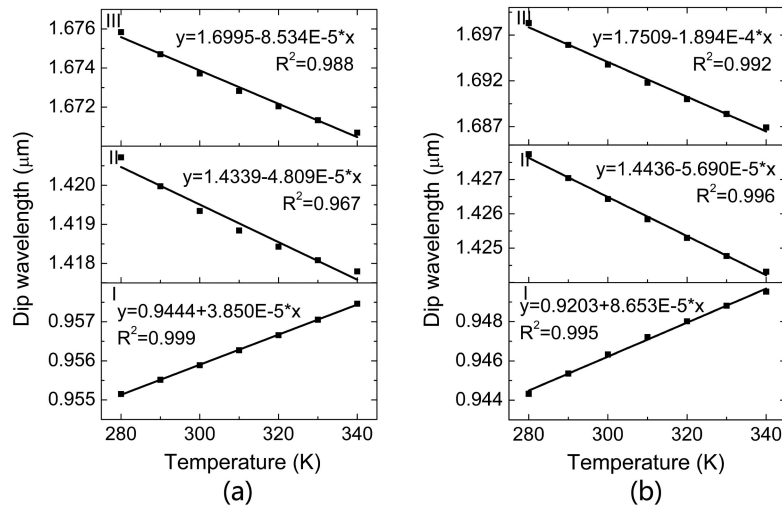 III
y=1.6995-8.534E-5*x
R²=0.988
1.676
1.674
1.672
II
y=1.4339-4.809E-5*x
R²=0.967
1.420
1.419
1.418
I
y=0.9444+3.850E-5*x
R²=0.999
0.957
0.956
0.955
280 300 320 340
Dip wavelength (μm)
Temperature (K)
(a)
III
y=1.7509-1.894E-4*x
R²=0.992
1.697
1.692
1.687
II
y=1.4436-5.690E-5*x
R²=0.996
1.427
1.426
1.425
I
y=0.9203+8.653E-5*x
R²=0.995
0.948
0.946
0.944
280 300 320 340
Dip wavelength (μm)
Temperature (K)
(b)